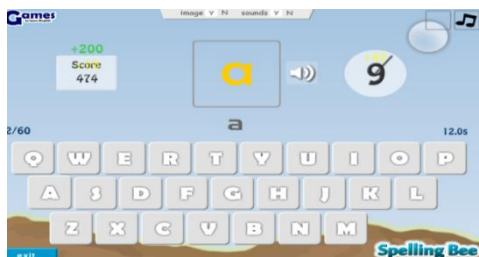 Games
image Y N sounds Y N
+200
Score
474
a
9
a
2/60
12.0s
Q W E R T Y U I O P
A S D F G H J K L
Z X C V B N M
exit
Spelling Bee